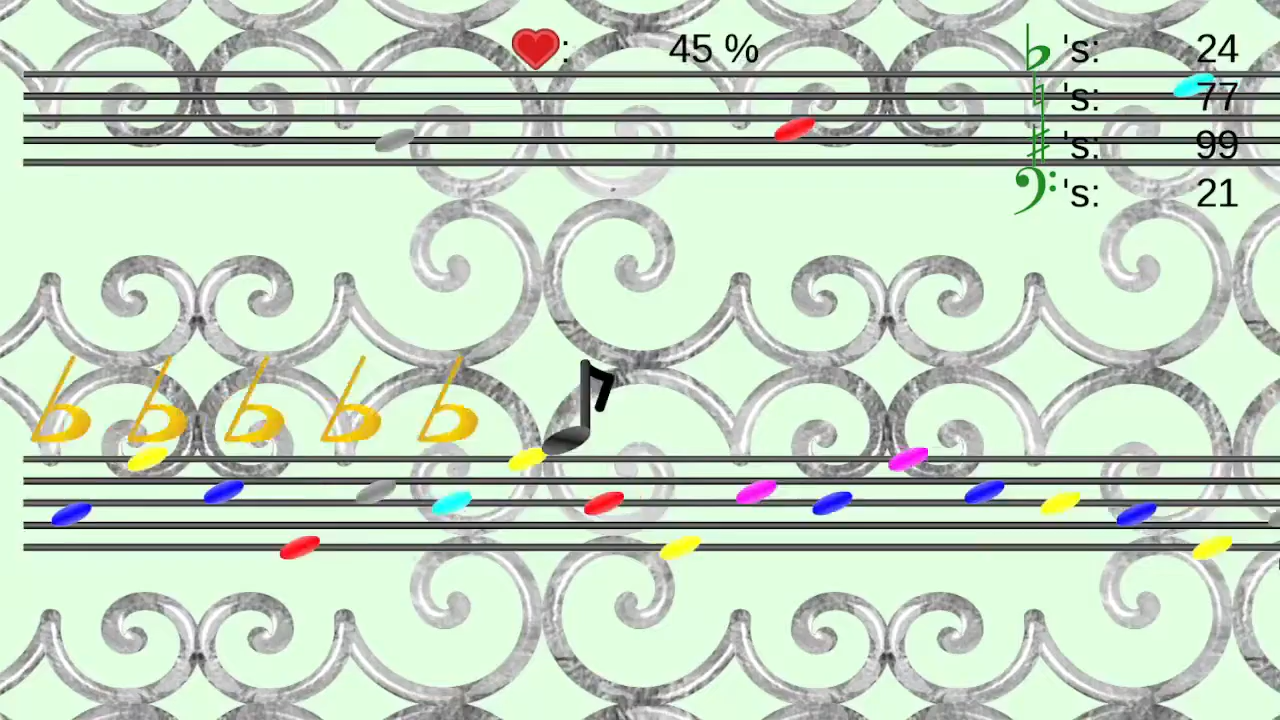 : 45 %
♭ 's: 24
♮ 's: 77
♯ 's: 99
𝄢 's: 21